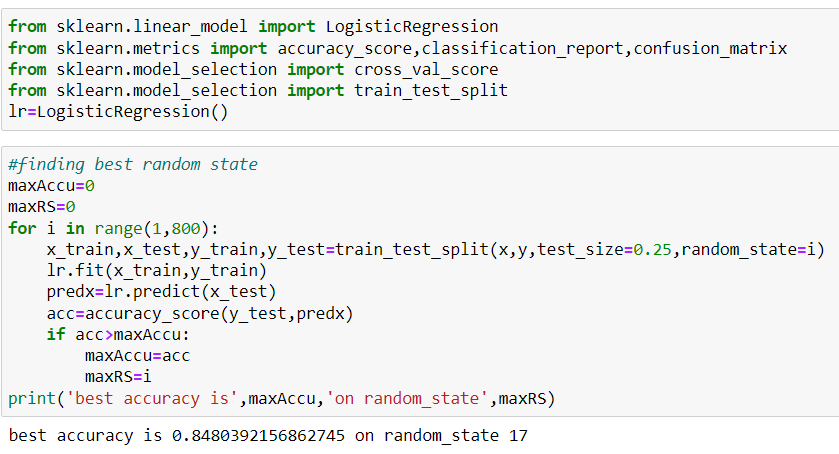 from sklearn.linear_model import LogisticRegression
from sklearn.metrics import accuracy_score,classification_report,confusion_matrix
from sklearn.model_selection import cross_val_score
from sklearn.model_selection import train_test_split
lr=LogisticRegression()
#finding best random state
maxAccu=0
maxRS=0
for i in range(1,800):
    x_train,x_test,y_train,y_test=train_test_split(x,y,test_size=0.25,random_state=i)
    lr.fit(x_train,y_train)
    predx=lr.predict(x_test)
    acc=accuracy_score(y_test,predx)
    if acc>maxAccu:
        maxAccu=acc
        maxRS=i
print('best accuracy is',maxAccu,'on random_state',maxRS)
best accuracy is 0.8480392156862745 on random_state 17